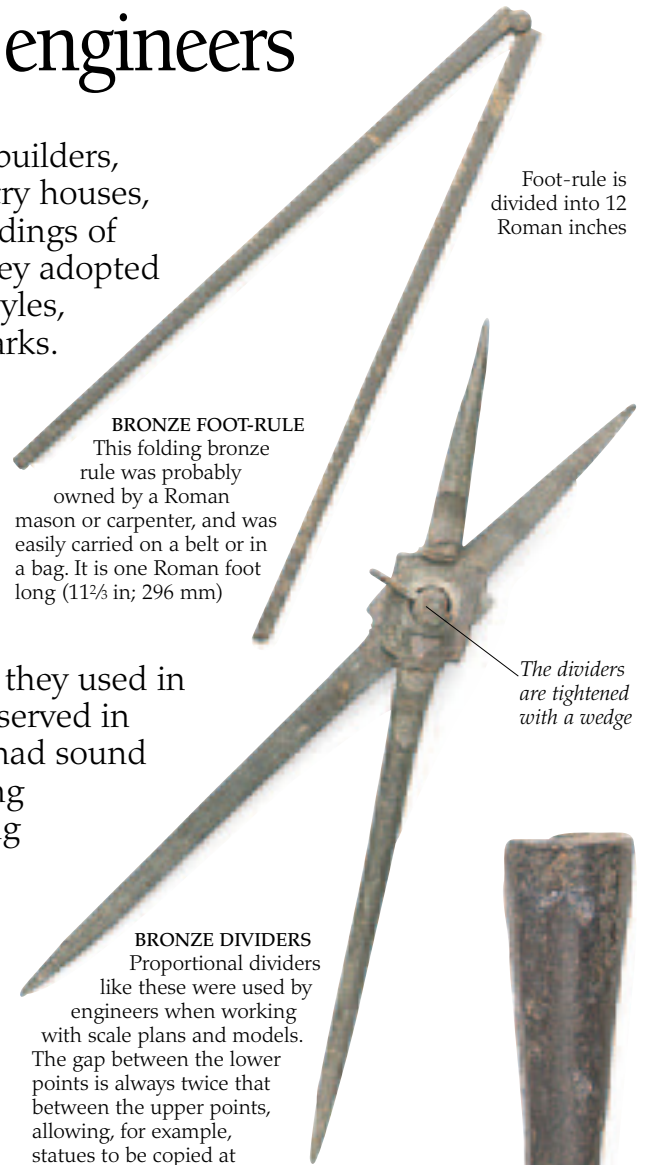 engineers
builders,
try houses,
dings of
ey adopted
yles,
arks.
Foot-rule is
divided into 12
Roman inches
BRONZE FOOT-RULE
This folding bronze
rule was probably
owned by a Roman
mason or carpenter, and was
easily carried on a belt or in
a bag. It is one Roman foot
long (11⅔ in; 296 mm)
they used in
served in
had sound
ng
g
The dividers
are tightened
with a wedge
BRONZE DIVIDERS
Proportional dividers
like these were used by
engineers when working
with scale plans and models.
The gap between the lower
points is always twice that
between the upper points,
allowing, for example,
statues to be copied at